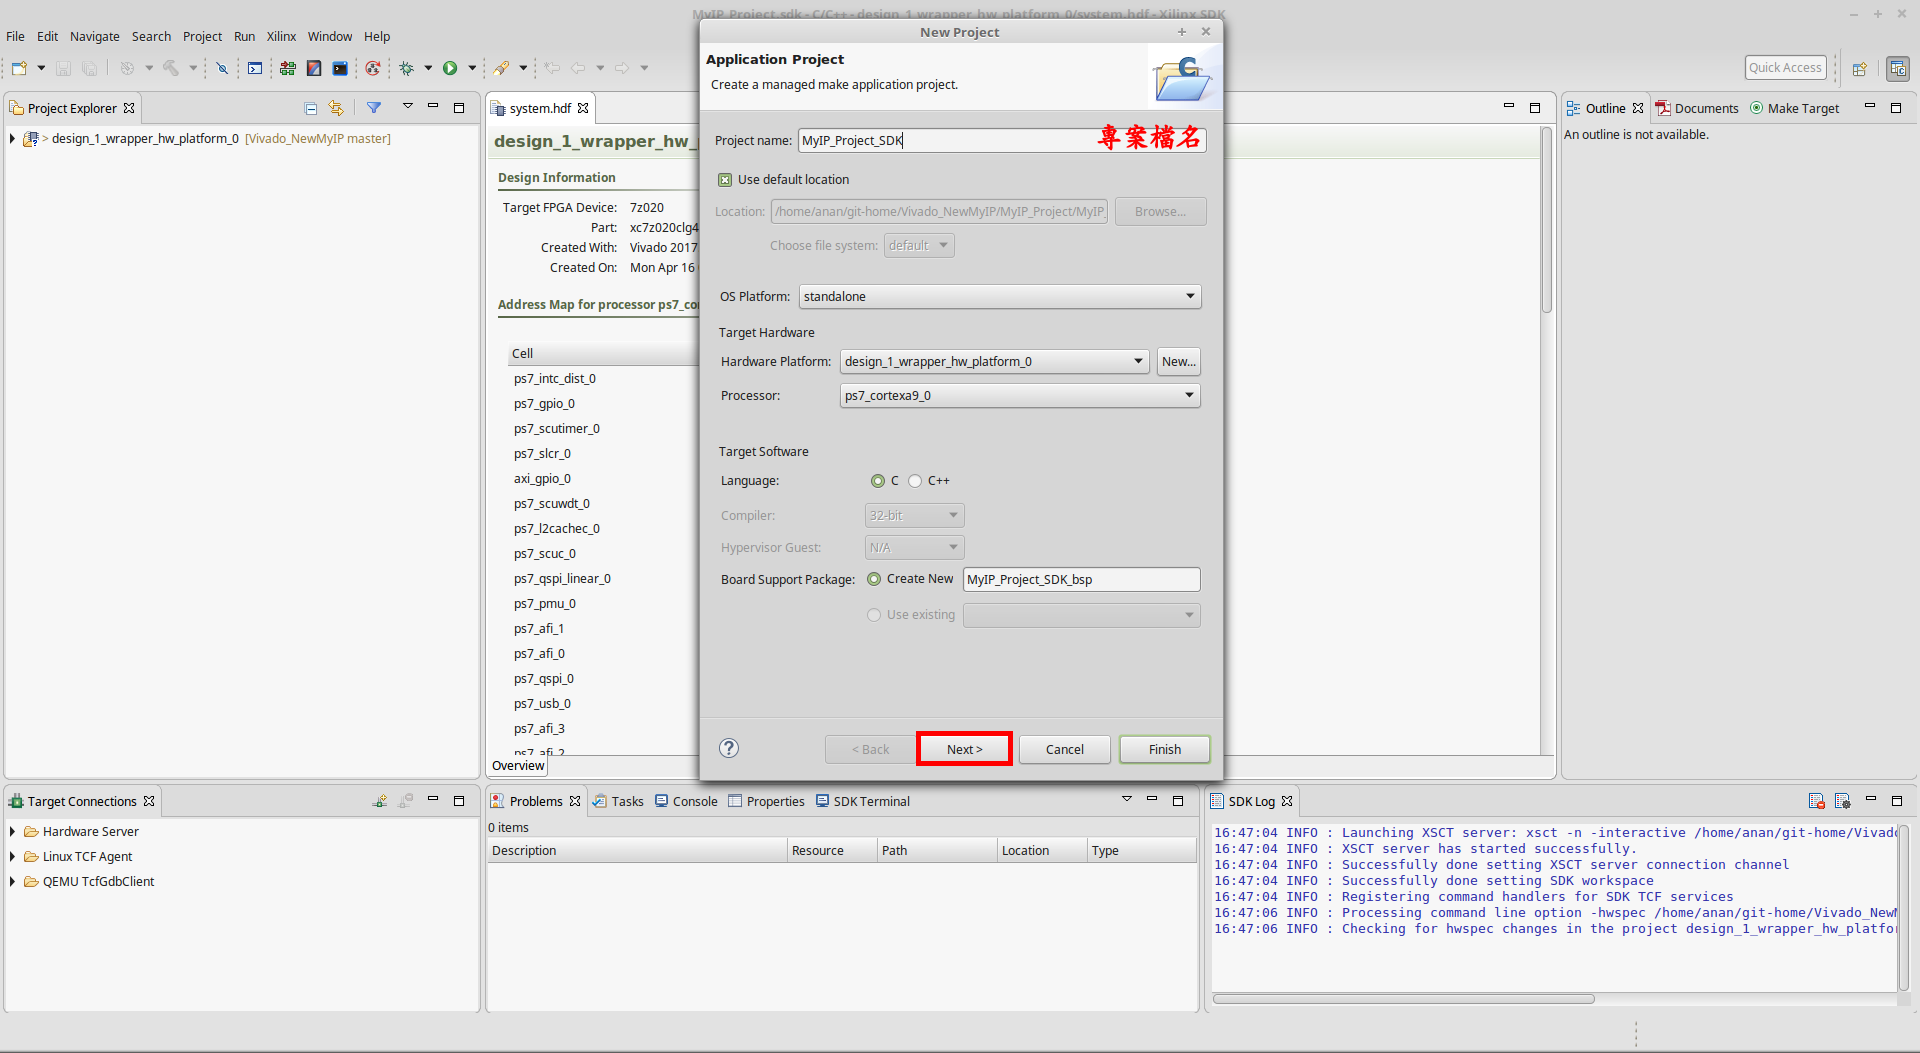 MyIP_Project.sdk - C/C++ - design_1_wrapper_hw_platform_0/system.hdf - Xilinx SDK
File Edit Navigate Search Project Run Xilinx Window Help
Quick Access
Project Explorer
> design_1_wrapper_hw_platform_0 [Vivado_NewMyIP master]
system.hdf
design_1_wrapper_hw_
Design Information
Target FPGA Device: 7z020
Part: xc7z020clg4
Created With: Vivado 2017
Created On: Mon Apr 16
Address Map for processor ps7_co
Cell
ps7_intc_dist_0
ps7_gpio_0
ps7_scutimer_0
ps7_slcr_0
axi_gpio_0
ps7_scuwdt_0
ps7_l2cachec_0
ps7_scuc_0
ps7_qspi_linear_0
ps7_pmu_0
ps7_afi_1
ps7_afi_0
ps7_qspi_0
ps7_usb_0
ps7_afi_3
ps7_afi_2
Overview
New Project
Application Project
Create a managed make application project.
Project name: MyIP_Project_SDK 專案檔名
Use default location
Location: /home/anan/git-home/Vivado_NewMyIP/MyIP_Project/MyIP_ Browse...
Choose file system: default
OS Platform: standalone
Target Hardware
Hardware Platform: design_1_wrapper_hw_platform_0 New...
Processor: ps7_cortexa9_0
Target Software
Language: C C++
Compiler: 32-bit
Hypervisor Guest: N/A
Board Support Package: Create New MyIP_Project_SDK_bsp
Use existing
< Back Next > Cancel Finish
Outline Documents Make Target
An outline is not available.
Target Connections
Hardware Server
Linux TCF Agent
QEMU TcfGdbClient
Problems Tasks Console Properties SDK Terminal
0 items
Description Resource Path Location Type
SDK Log
16:47:04 INFO : Launching XSCT server: xsct -n -interactive /home/anan/git-home/Vivado
16:47:04 INFO : XSCT server has started successfully.
16:47:04 INFO : Successfully done setting XSCT server connection channel
16:47:04 INFO : Successfully done setting SDK workspace
16:47:04 INFO : Registering command handlers for SDK TCF services
16:47:06 INFO : Processing command line option -hwspec /home/anan/git-home/Vivado_NewM
16:47:06 INFO : Checking for hwspec changes in the project design_1_wrapper_hw_platfor